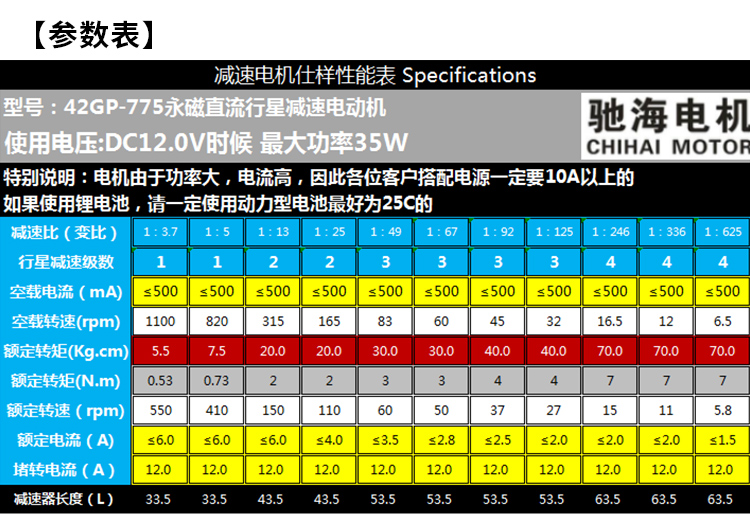 【参数表】
减速电机仕样性能表 Specifications
型号：42GP-775永磁直流行星减速电动机
使用电压:DC12.0V时候 最大功率35W
驰海电机
CHIHAI MOTOR
特别说明：电机由于功率大，电流高，因此各位客户搭配电源一定要10A以上的
如果使用锂电池，请一定使用动力型电池最好为25C的
减速比（变比） 1：3.7 1：5 1：13 1：25 1：49 1：67 1：92 1：125 1：246 1：336 1：625
行星减速级数 1 1 2 2 3 3 3 3 4 4 4
空载电流（mA) ≤500 ≤500 ≤500 ≤500 ≤500 ≤500 ≤500 ≤500 ≤500 ≤500 ≤500
空载转速(rpm) 1100 820 315 165 83 60 45 32 16.5 12 6.5
额定转矩(Kg.cm) 5.5 7.5 20.0 20.0 30.0 30.0 40.0 40.0 70.0 70.0 70.0
额定转矩(N.m) 0.53 0.73 2 2 3 3 4 4 7 7 7
额定转速（rpm) 550 410 150 110 60 50 37 27 15 11 5.8
额定电流（A) ≤6.0 ≤6.0 ≤6.0 ≤4.0 ≤3.5 ≤2.8 ≤2.5 ≤2.0 ≤2.0 ≤2.0 ≤1.5
堵转电流（A） 12.0 12.0 12.0 12.0 12.0 12.0 12.0 12.0 12.0 12.0 12.0
减速器长度（L） 33.5 33.5 43.5 43.5 53.5 53.5 53.5 53.5 63.5 63.5 63.5